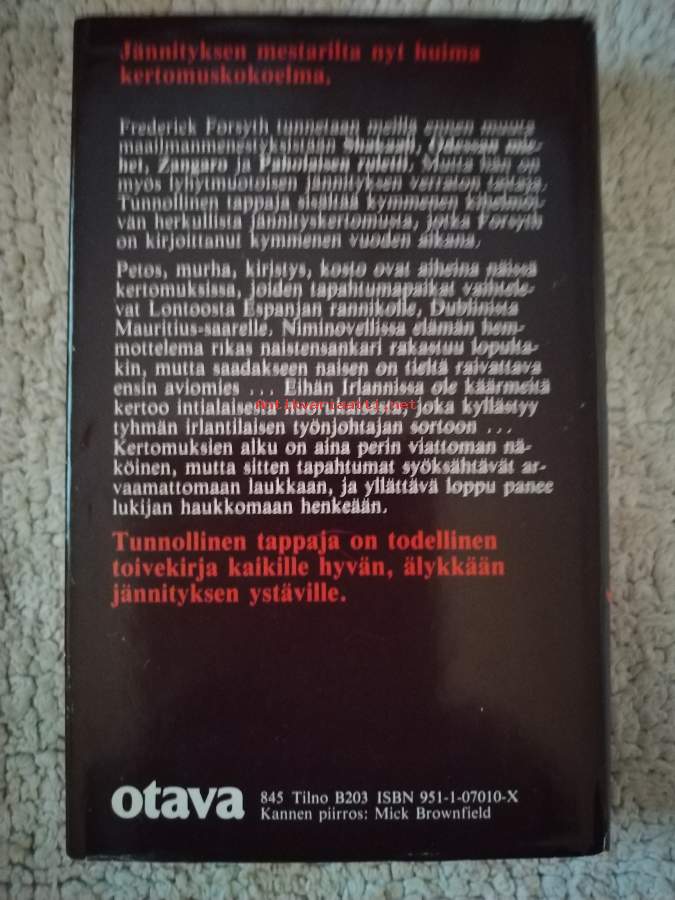 Jännityksen mestarilta nyt huima
kertomuskokoelma.
Frederick Forsyth tunnetaan meillä ennen muuta
maailmanmenestyksistään Shakaali, Odessan mie-
het, Zangaro ja Paholaisen ruletti. Mutta hän on
myös lyhytmuotoisen jännityksen verraton taitaja.
Tunnollinen tappaja sisältää kymmenen kihelmöi-
vän herkullista jännityskertomusta, jotka Forsyth
on kirjoittanut kymmenen vuoden aikana.
Petos, murha, kiristys, kosto ovat aiheina näissä
kertomuksissa, joiden tapahtumapaikat vaihtele-
vat Lontoosta Espanjan rannikolle, Dublinista
Mauritius-saarelle. Niminovellissa elämän hem-
mottelema rikas naistensankari rakastuu lopulta-
kin, mutta saadakseen naisen on tieltä raivattava
ensin aviomies ... Eihän Irlannissa ole käärmeitä
kertoo intialaisesta nuorukaisesta, joka kyllästyy
Antikvariaatti.net
tyhmän irlantilaisen työnjohtajan sortoon ...
Kertomuksien alku on aina perin viattoman nä-
köinen, mutta sitten tapahtumat syöksähtävät ar-
vaamattomaan laukkaan, ja yllättävä loppu panee
lukijan haukkomaan henkeään.
Tunnollinen tappaja on todellinen
toivekirja kaikille hyvän, älykkään
jännityksen ystäville.
otava
845 Tilno B203 ISBN 951-1-07010-X
Kannen piirros: Mick Brownfield